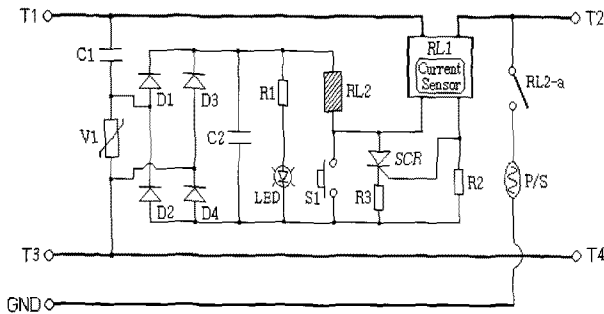 T1
T2
C1
RL1
Current
Sensor
D1
D3
R1
RL2
RL2-a
V1
C2
SCR
LED
S1
R3
R2
P/S
D2
D4
T3
T4
GND